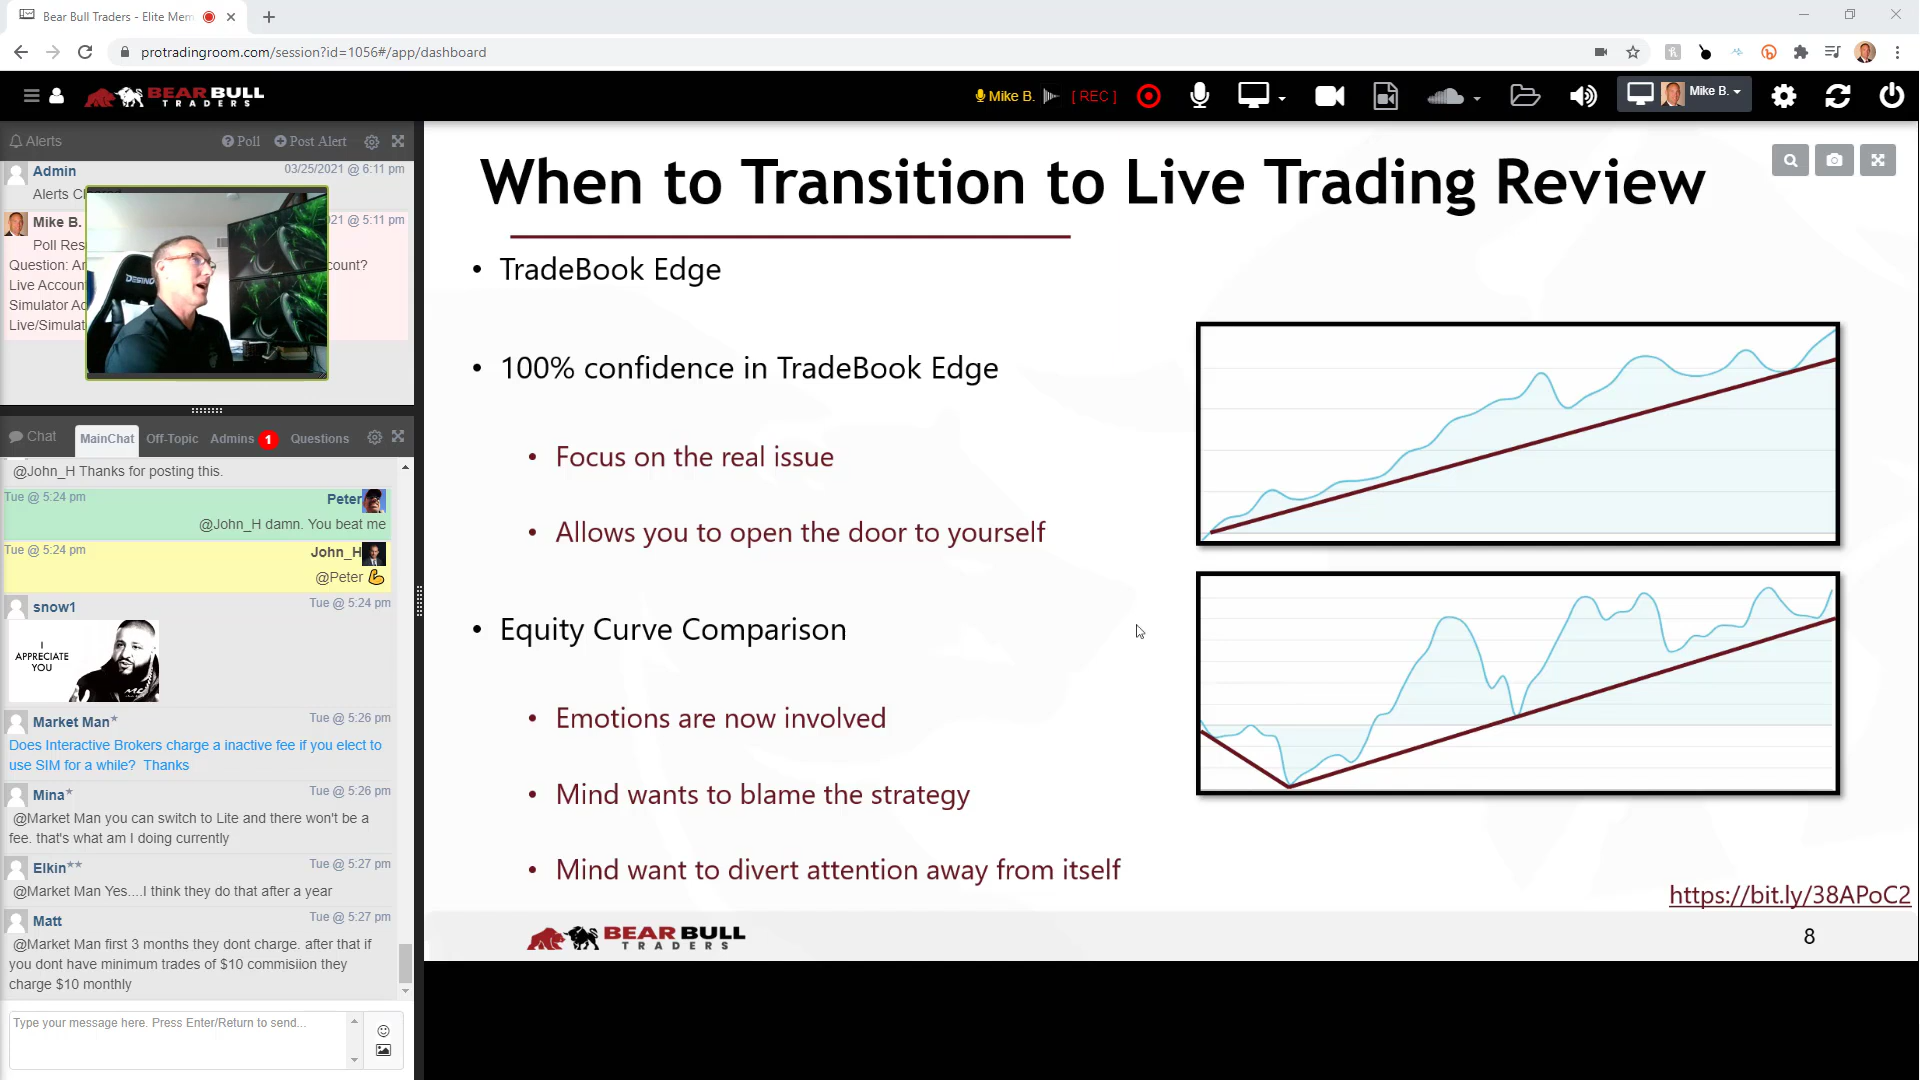 Bear Bull Traders - Elite Mem
protradingroom.com/session?id=1056#/app/dashboard
BEAR BULL
TRADERS
Mike B.
[ REC ]
Mike B.
Alerts
Poll
Post Alert
Admin
03/25/2021 @ 6:11 pm
Alerts Cl
Mike B.
021 @ 5:11 pm
Poll Res
Question: Ar
count?
Live Accoun
Simulator Ac
Live/Simulat
Chat
MainChat
Off-Topic
Admins 1
Questions
@John_H Thanks for posting this.
Tue @ 5:24 pm
Peter
@John_H damn. You beat me
Tue @ 5:24 pm
John_H
@Peter 💪
snow1
Tue @ 5:24 pm
I
APPRECIATE
YOU
Market Man*
Tue @ 5:26 pm
Does Interactive Brokers charge a inactive fee if you elect to
use SIM for a while? Thanks
Mina*
Tue @ 5:26 pm
@Market Man you can switch to Lite and there won't be a
fee. that's what am I doing currently
Elkin**
Tue @ 5:27 pm
@Market Man Yes....I think they do that after a year
Matt
Tue @ 5:27 pm
@Market Man first 3 months they dont charge. after that if
you dont have minimum trades of $10 commisiion they
charge $10 monthly
Type your message here. Press Enter/Return to send...
When to Transition to Live Trading Review
• TradeBook Edge
• 100% confidence in TradeBook Edge
• Focus on the real issue
• Allows you to open the door to yourself
• Equity Curve Comparison
• Emotions are now involved
• Mind wants to blame the strategy
• Mind want to divert attention away from itself
https://bit.ly/38APoC2
BEAR BULL
TRADERS
8